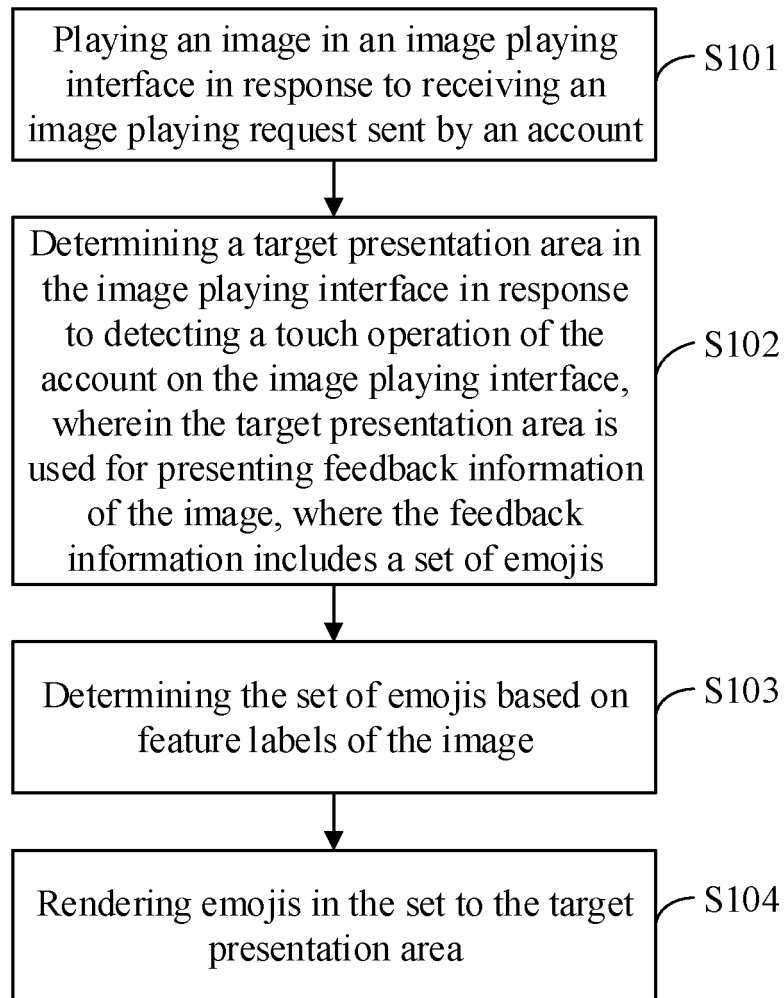 Playing an image in an image playing
interface in response to receiving an
image playing request sent by an account
S101
Determining a target presentation area in
the image playing interface in response
to detecting a touch operation of the
account on the image playing interface,
wherein the target presentation area is
used for presenting feedback information
of the image, where the feedback
information includes a set of emojis
S102
Determining the set of emojis based on
feature labels of the image
S103
Rendering emojis in the set to the target
presentation area
S104